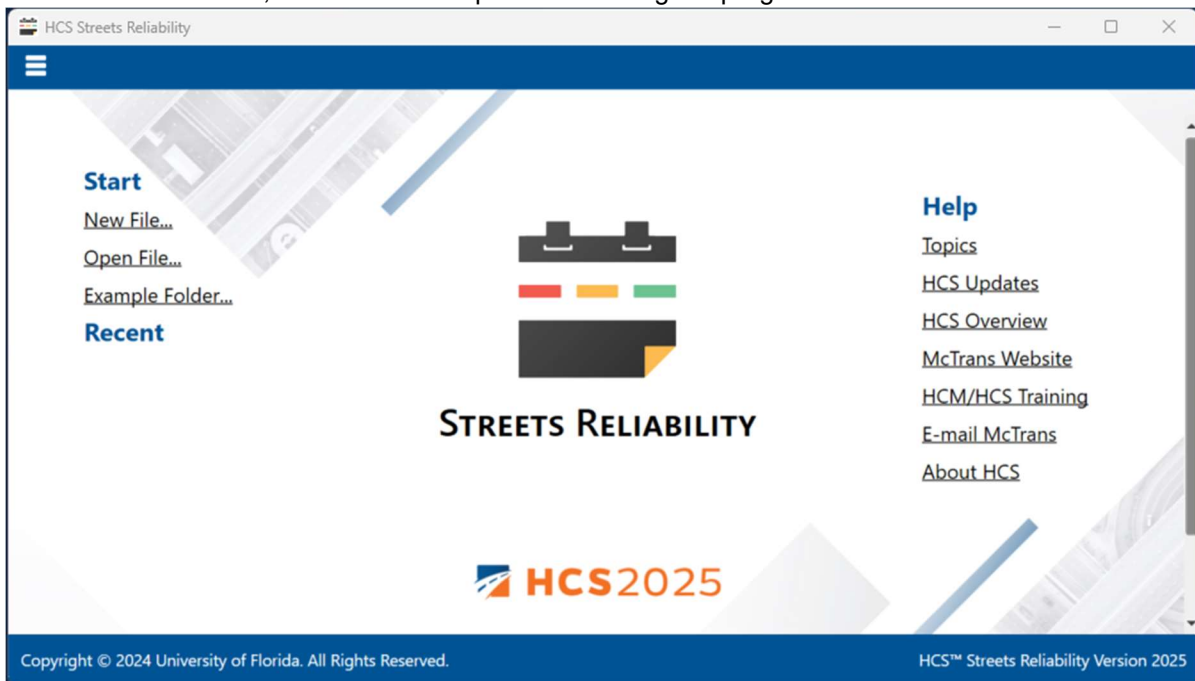 HCS Streets Reliability
Start
New File...
Open File...
Example Folder...
Recent
STREETS RELIABILITY
HCS2025
Help
Topics
HCS Updates
HCS Overview
McTrans Website
HCM/HCS Training
E-mail McTrans
About HCS
Copyright © 2024 University of Florida. All Rights Reserved.
HCS™ Streets Reliability Version 2025